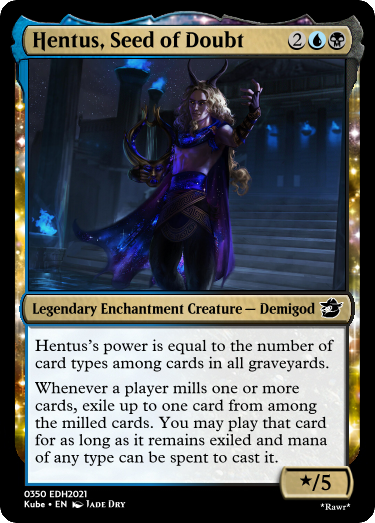 Hentus, Seed of Doubt 2
Legendary Enchantment Creature — Demigod
Hentus's power is equal to the number of
card types among cards in all graveyards.
Whenever a player mills one or more
cards, exile up to one card from among
the milled cards. You may play that card
for as long as it remains exiled and mana
of any type can be spent to cast it.
★/5
0350 EDH2021
Kube • EN Jade Dry
*Rawr*